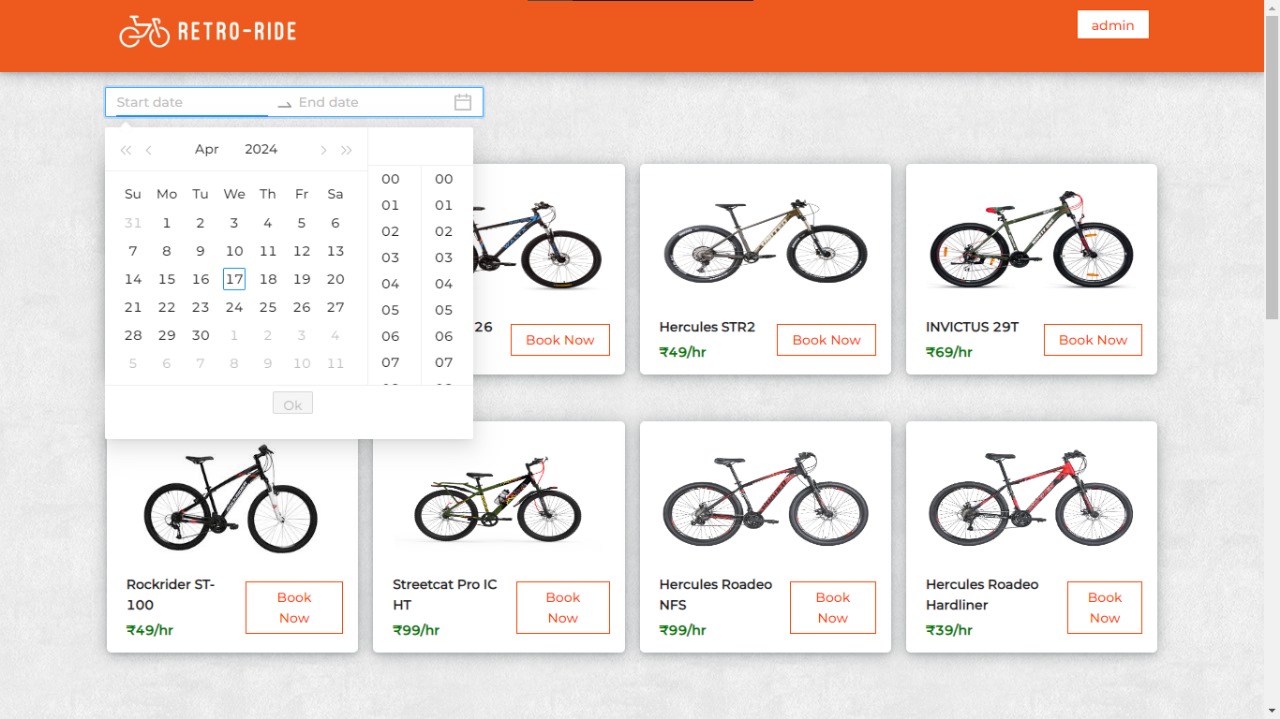 RETRO-RIDE
admin
Start date
End date
Apr 2024
Su Mo Tu We Th Fr Sa
31 1 2 3 4 5 6
7 8 9 10 11 12 13
14 15 16 17 18 19 20
21 22 23 24 25 26 27
28 29 30 1 2 3 4
5 6 7 8 9 10 11
00 00
01 01
02 02
03 03
04 04
05 05
06 06
07 07
Ok
26
Book Now
Hercules STR2
₹49/hr
Book Now
INVICTUS 29T
₹69/hr
Book Now
Rockrider ST-
100
₹49/hr
Book
Now
Streetcat Pro IC
HT
₹99/hr
Book
Now
Hercules Roadeo
NFS
₹99/hr
Book
Now
Hercules Roadeo
Hardliner
₹39/hr
Book
Now